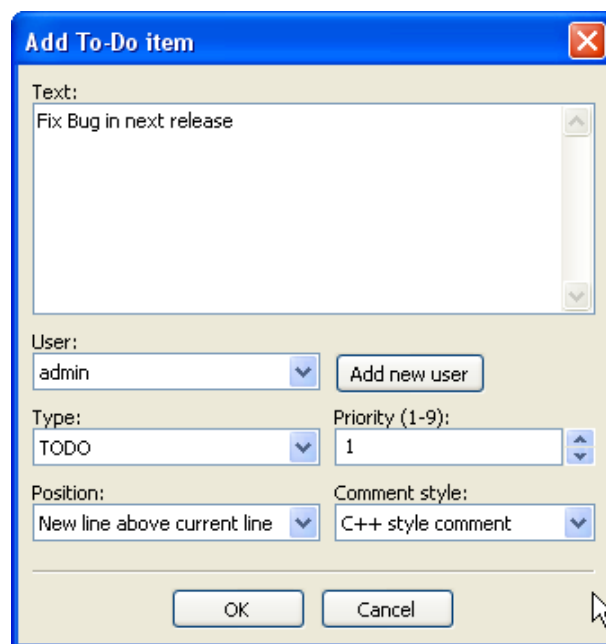 Add To-Do item
Text:
Fix Bug in next release
User:
admin
Add new user
Type:
Priority (1-9):
TODO
1
Position:
Comment style:
New line above current line
C++ style comment
OK
Cancel